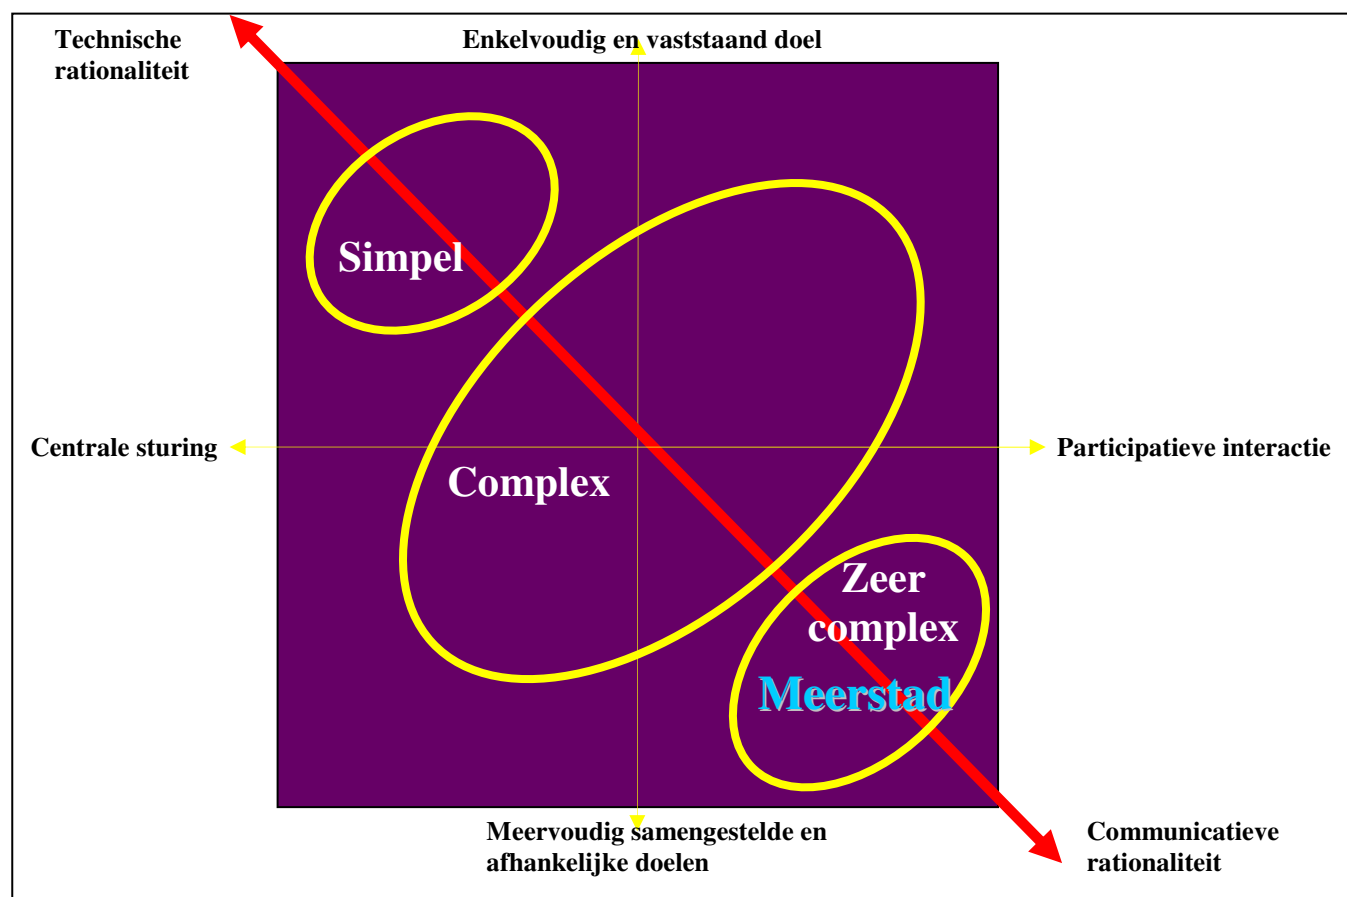 Technische
rationaliteit
Enkelvoudig en vaststaand doel
Simpel
Centrale sturing
Participatieve interactie
Complex
Zeer
complex
Meerstad
Meervoudig samengestelde en
afhankelijke doelen
Communicatieve
rationaliteit